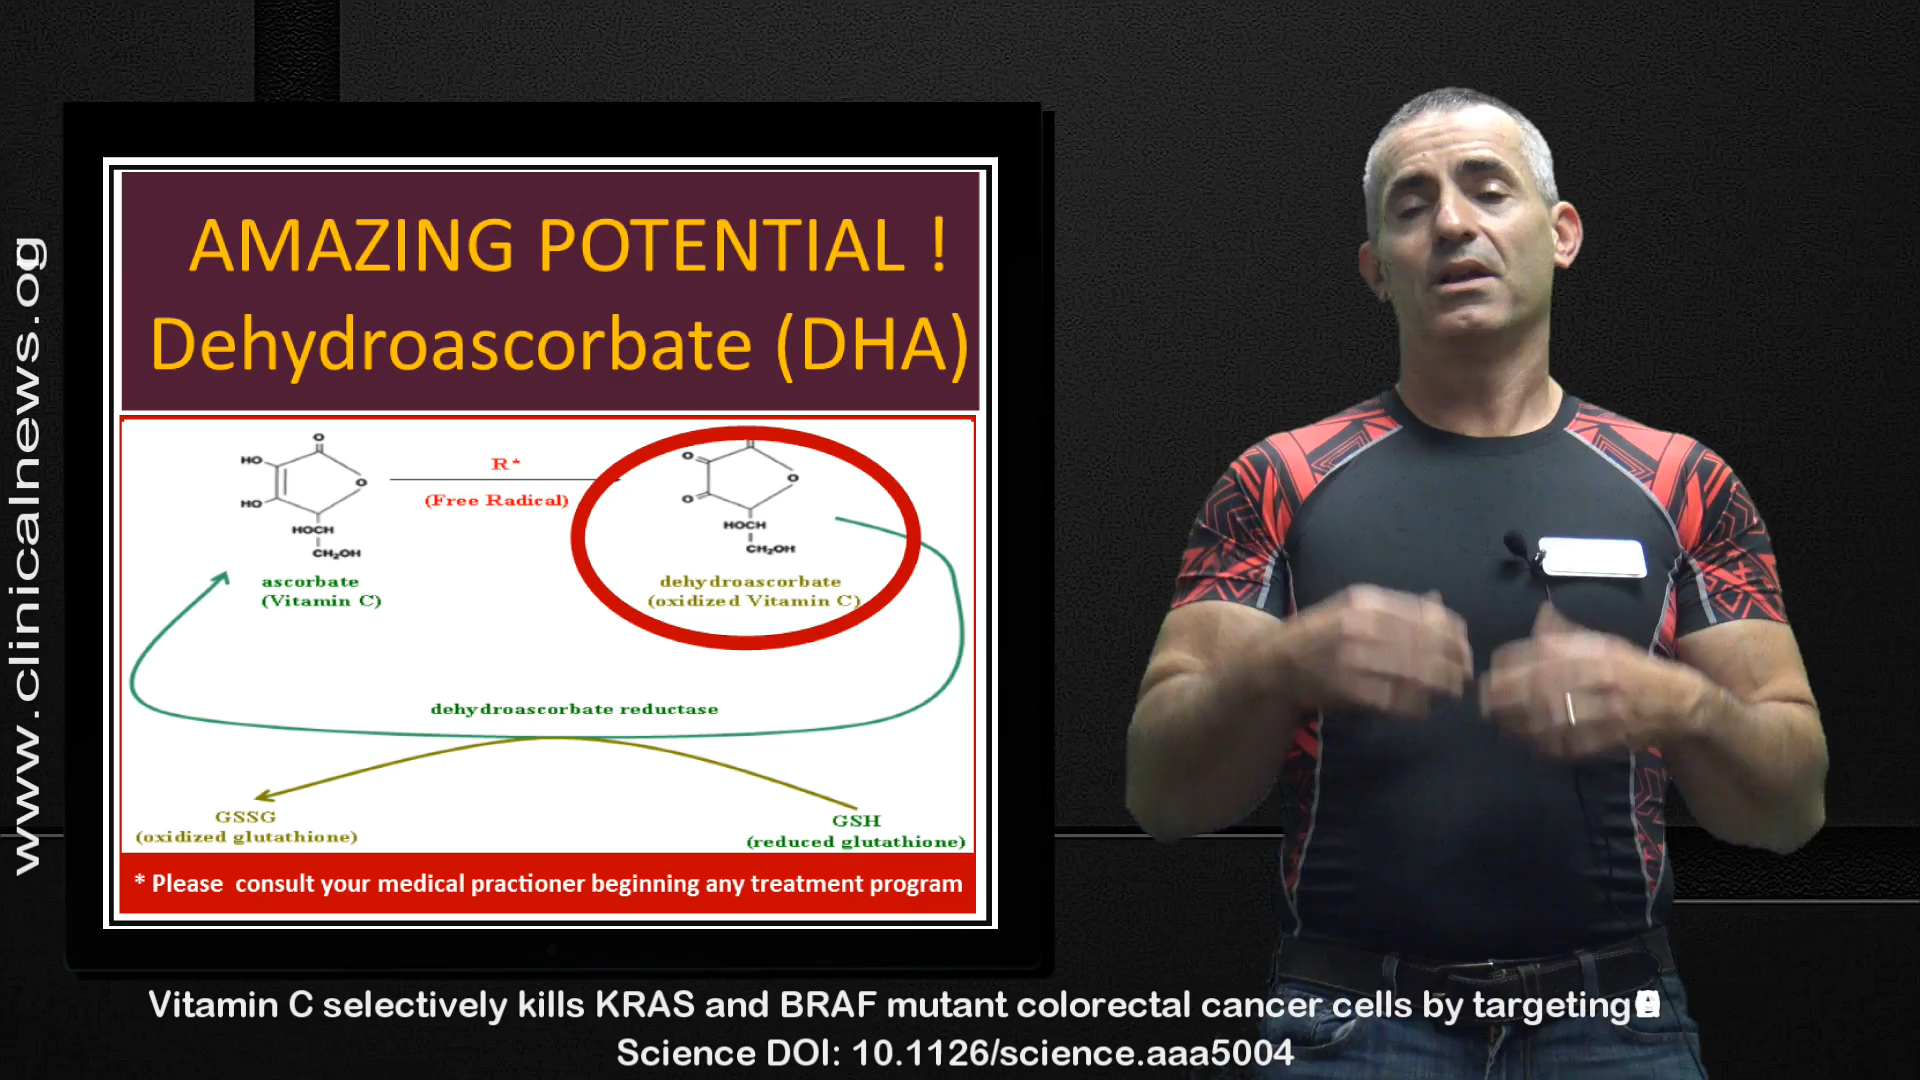 www.clinicalnews.og
AMAZING POTENTIAL !
Dehydroascorbate (DHA)
O
HO
O
HO
HOCH
CH₂OH
ascorbate
(Vitamin C)
R*
(Free Radical)
O
O
O
HOCH
CH₂OH
dehydroascorbate
(oxidized Vitamin C)
dehydroascorbate reductase
GSSG
(oxidized glutathione)
GSH
(reduced glutathione)
* Please consult your medical practioner beginning any treatment program
Vitamin C selectively kills KRAS and BRAF mutant colorectal cancer cells by targeting
Science DOI: 10.1126/science.aaa5004